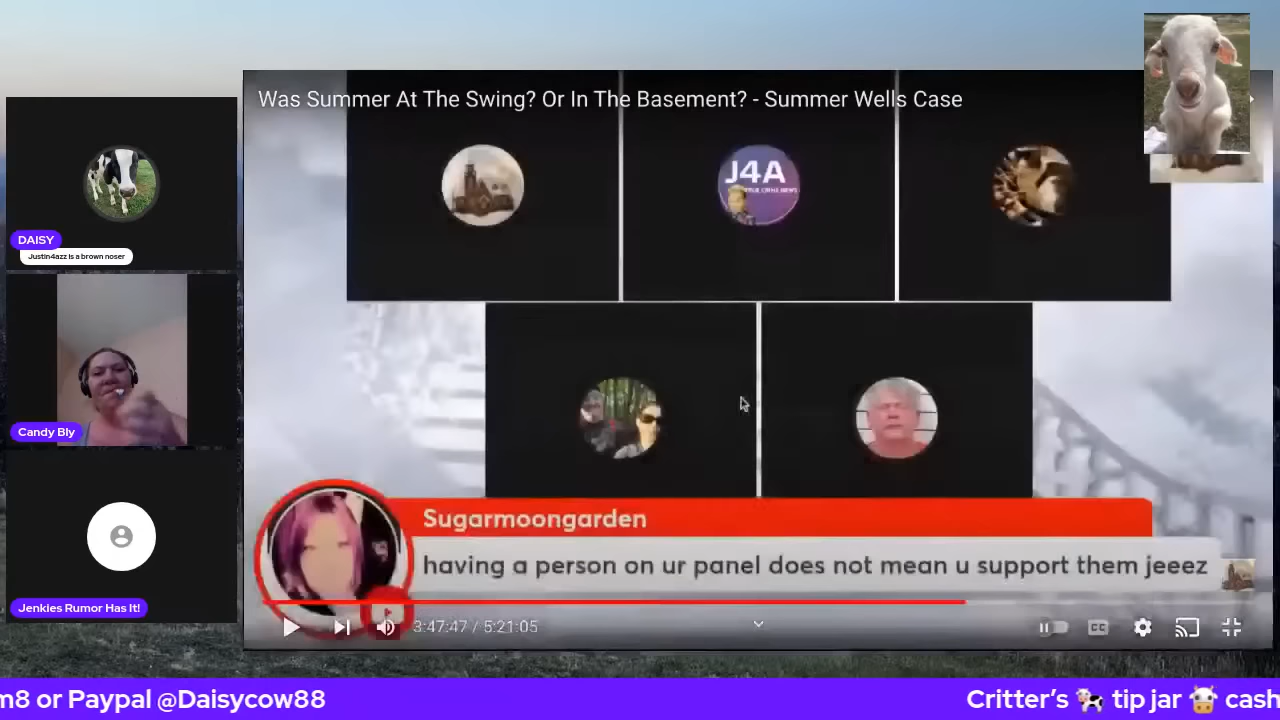 Was Summer At The Swing? Or In The Basement? - Summer Wells Case
J4A
DAISY
Justin4azz is a brown noser
Candy Bly
Sugarmoongarden
having a person on ur panel does not mean u support them jeeez
Jenkies Rumor Has It!
3:47:47 / 5:21:05
CC
m8 or Paypal @Daisycow88
Critter's 🐄 tip jar 🐮 cash